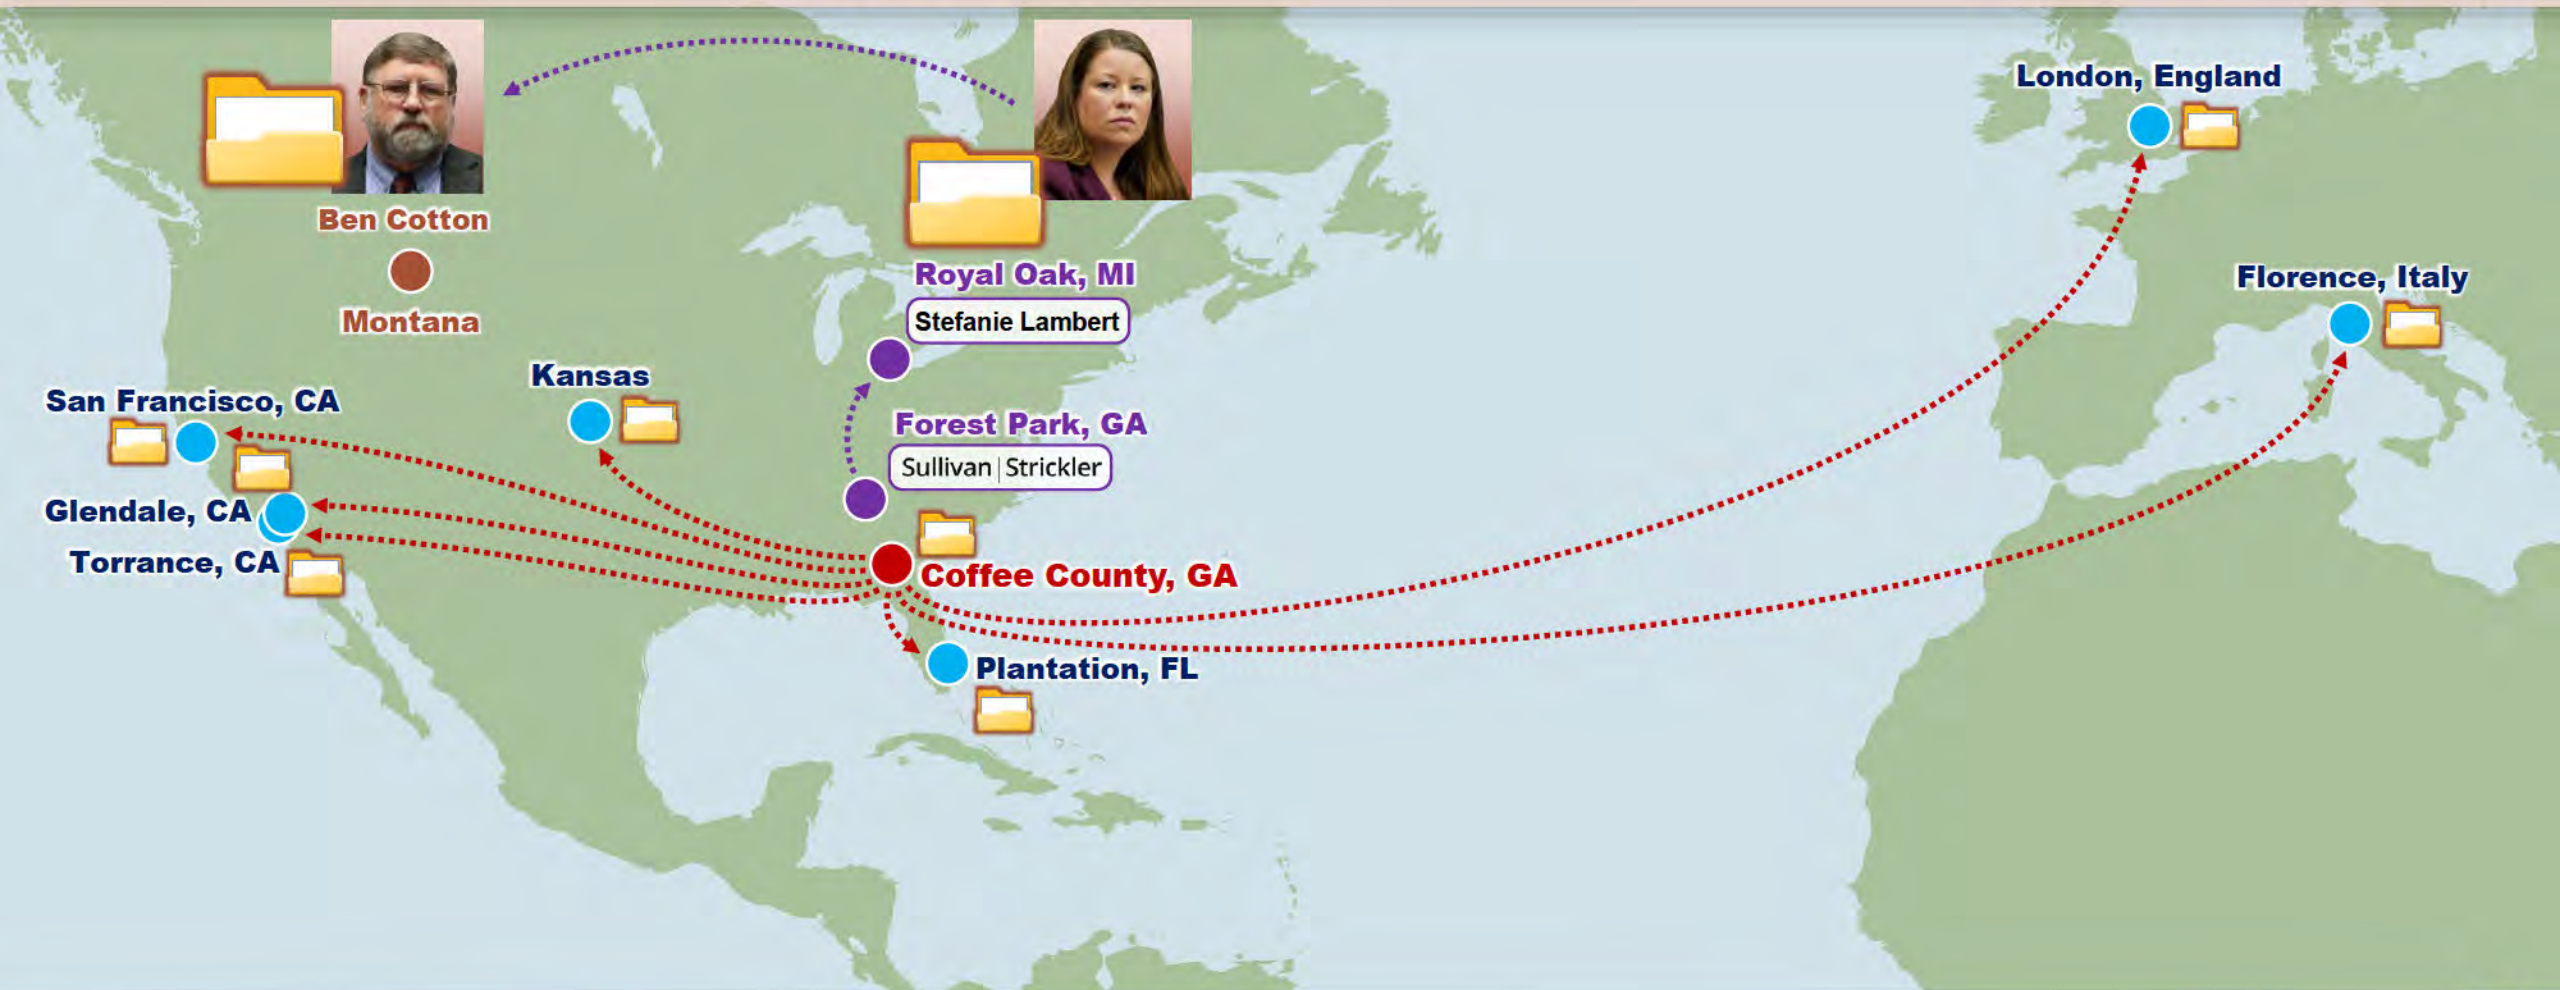 London, England
Ben Cotton
Royal Oak, MI
Florence, Italy
Stefanie Lambert
Montana
Kansas
San Francisco, CA
Forest Park, GA
Sullivan | Strickler
Glendale, CA
Torrance, CA
Coffee County, GA
Plantation, FL